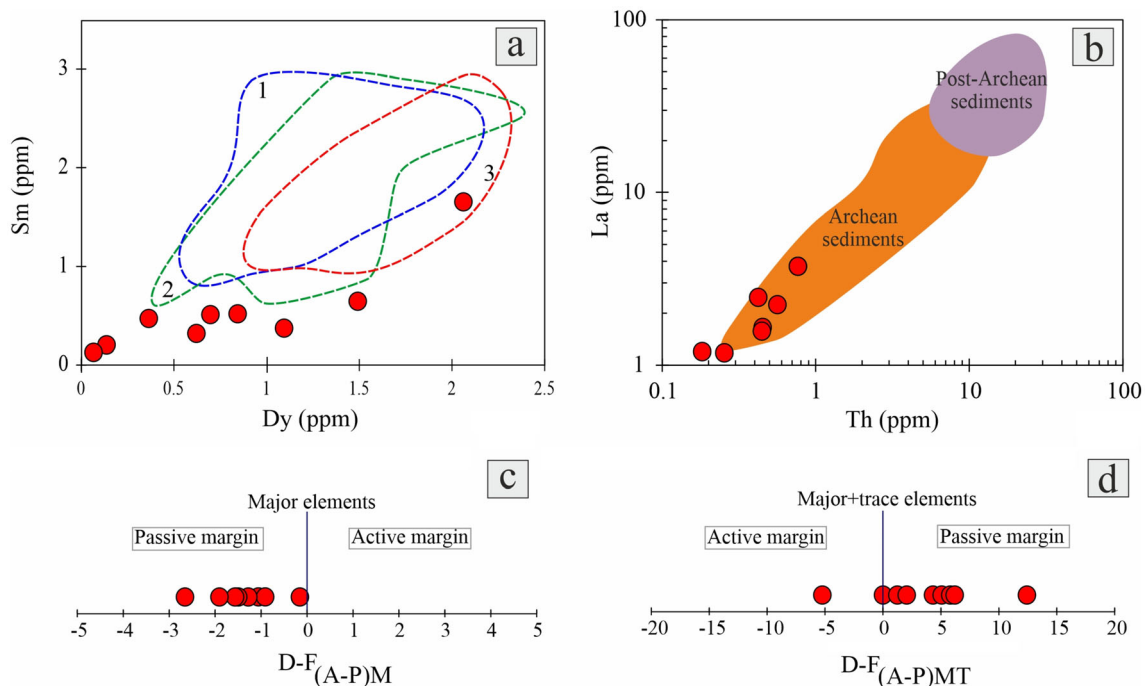 a
3
2
1
0
Sm (ppm)
1
2
3
0
0.5
1
1.5
2
2.5
Dy (ppm)
b
100
10
1
La (ppm)
Post-Archean
sediments
Archean
sediments
0.1
1
10
100
Th (ppm)
c
Major elements
Passive margin
Active margin
-5
-4
-3
-2
-1
0
1
2
3
4
5
D-F(A-P)M
d
Major+trace elements
Active margin
Passive margin
-20
-15
-10
-5
0
5
10
15
20
D-F(A-P)MT